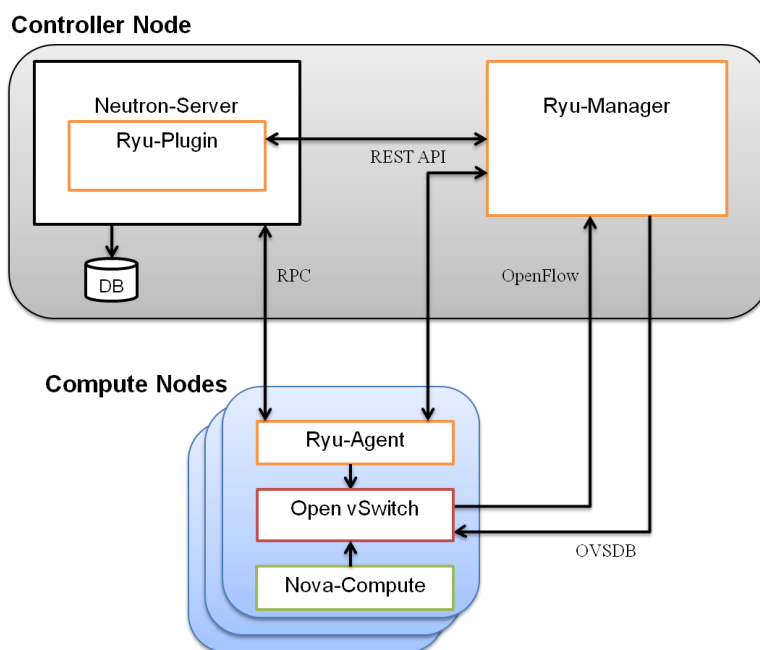 Controller Node
Neutron-Server
Ryu-Plugin
Ryu-Manager
REST API
DB
RPC
OpenFlow
Compute Nodes
Ryu-Agent
Open vSwitch
OVSDB
Nova-Compute